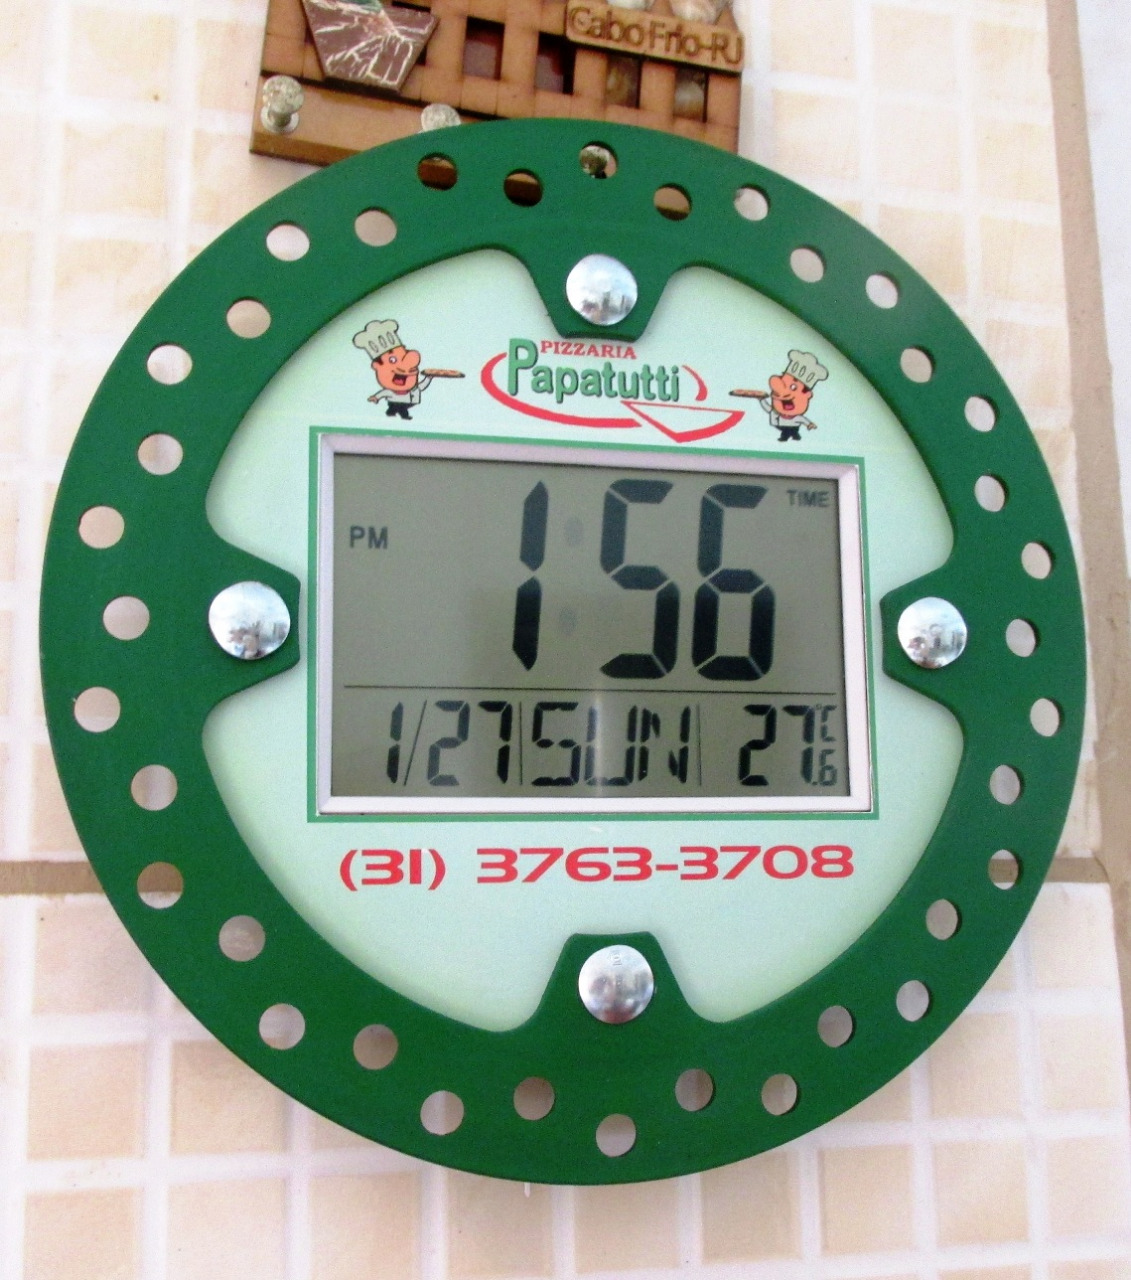 Cabo Frio-RJ
PIZZARIA
Papatutti
TIME
PM 1:56
1/27 SUN 27.6 °C
(31) 3763-3708